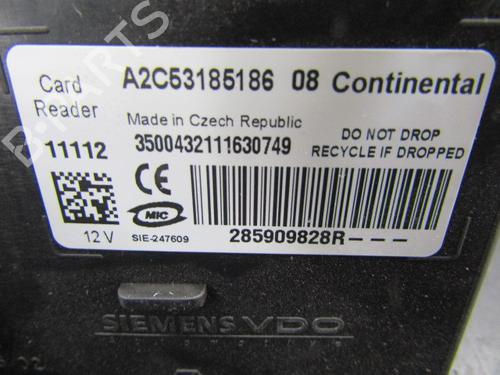 Card Reader
A2C53185186 08 Continental
Made in Czech Republic
11112 3500432111630749
DO NOT DROP
RECYCLE IF DROPPED
CE
MIC
12 V
SIE-247609
285909828R---
SIEMENS VDO
Automotive
B-PARTS